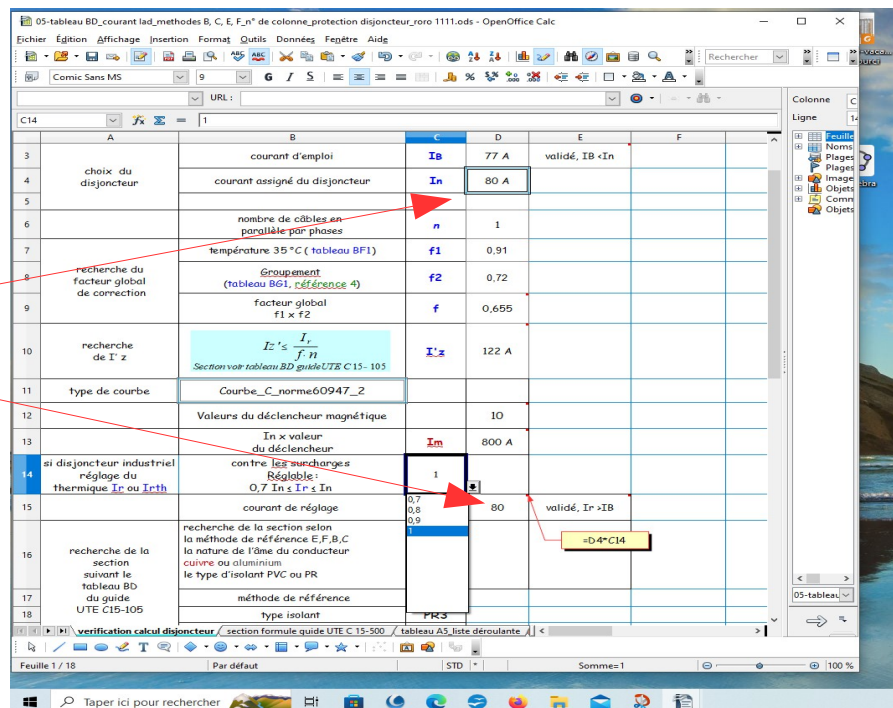 05-tableau BD_courant lad_methodes B, C, E, F_n° de colonne_protection disjoncteur_roro 1111.ods - OpenOffice Calc
Fichier Édition Affichage Insertion Format Outils Données Fenêtre Aide
Rechercher
Comic Sans MS 9 G I S
URL :
C14 = 1
Colonne C
Ligne 14
A B C D E F
3 courant d'emploi IB 77 A validé, IB <In
choix du
disjoncteur
4 courant assigné du disjoncteur In 80 A
5
6 nombre de câbles en
parallèle par phases n 1
7 température 35 °C ( tableau BF1) f1 0,91
recherche du
facteur global
de correction
8 Groupement
(tableau BG1, référence 4) f2 0,72
9 facteur global
f1 x f2 f 0,655
10 recherche
de I' z
Iz '≤ Ir
f. n
Section voir tableau BD guide UTE C 15- 105
I'z 122 A
11 type de courbe Courbe_C_norme60947_2
12 Valeurs du déclencheur magnétique 10
13 In x valeur
du déclencheur Im 800 A
14 si disjoncteur industriel
réglage du
thermique Ir ou Irth
contre les surcharges
Réglable :
0,7 In ≤ Ir ≤ In
1
0,7
0,8
0,9
1
15 courant de réglage 80 validé, Ir >IB
=D4*C14
16 recherche de la
section
suivant le
tableau BD
du guide
UTE C15-105
recherche de la section selon
la méthode de référence E,F,B,C
la nature de l'âme du conducteur
cuivre ou aluminium
le type d'isolant PVC ou PR
17 méthode de référence
18 type isolant PR3
Feuille
Noms
Plages
Plages
Image
Objets
Comm
Objets
05-tableau
verification calcul disjoncteur section formule guide UTE C 15-500 tableau A5_liste déroulante
Feuille 1 / 18 Par défaut STD * Somme=1 100 %
Taper ici pour rechercher